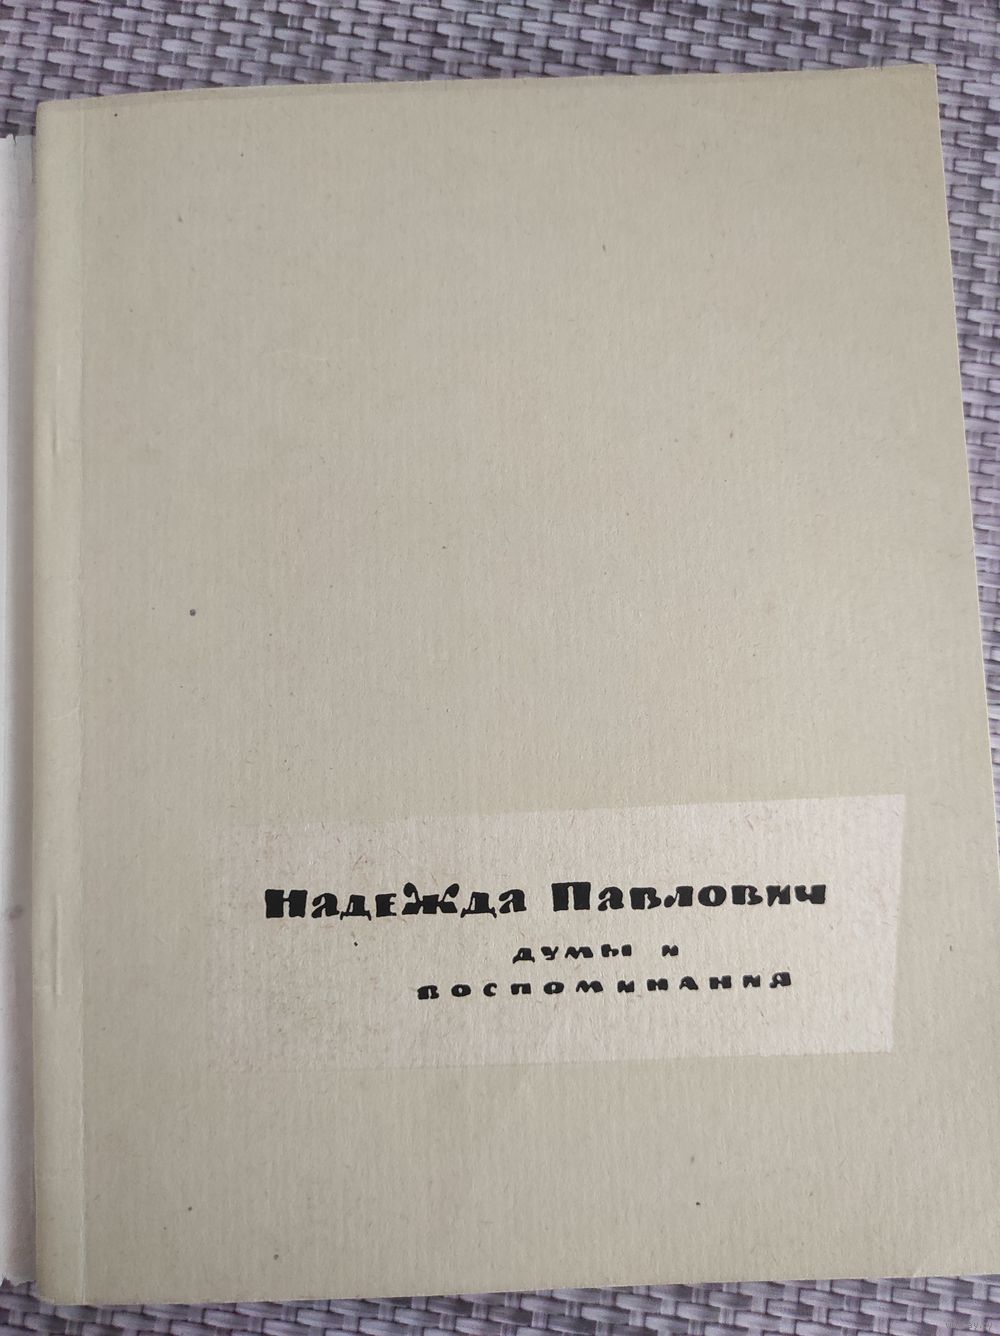 Надежда Павлович
думы и
воспоминания